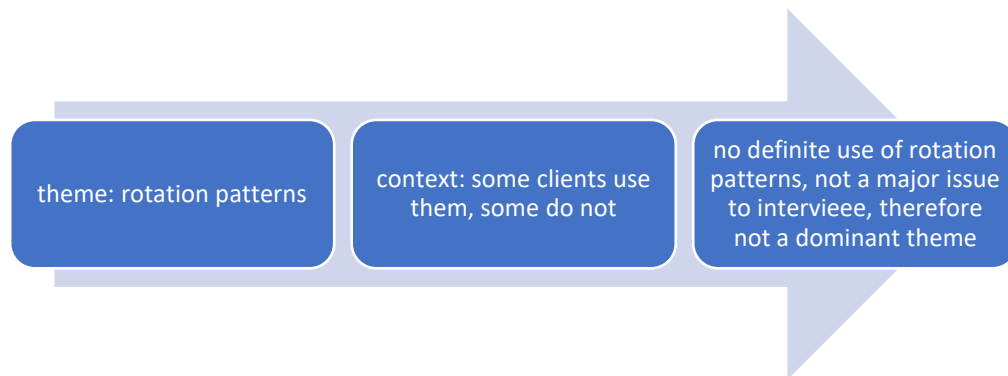 theme: rotation patterns
context: some clients use
them, some do not
no definite use of rotation
patterns, not a major issue
to intervieee, therefore
not a dominant theme